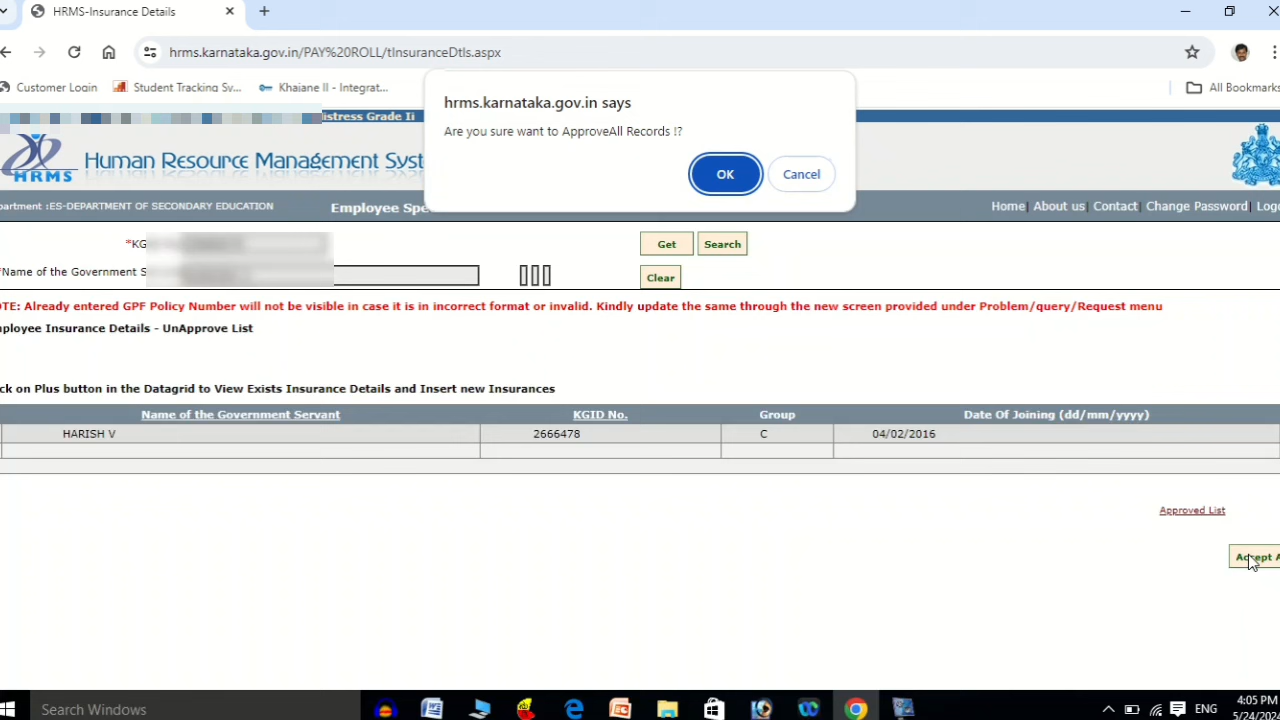 HRMS-Insurance Details
hrms.karnataka.gov.in/PAY%20ROLL/tInsuranceDtls.aspx
Customer Login
Student Tracking Sy...
Khajane II - Integrat...
All Bookmarks
hrms.karnataka.gov.in says
Are you sure want to ApproveAll Records !?
OK
Cancel
istress Grade Ii
HRMS
Human Resource Management Syst
partment :ES-DEPARTMENT OF SECONDARY EDUCATION
Employee Spe
Home| About us| Contact| Change Password| Logo
*KG
Get
Search
*Name of the Government S
Clear
OTE: Already entered GPF Policy Number will not be visible in case it is in incorrect format or invalid. Kindly update the same through the new screen provided under Problem/query/Request menu
ployee Insurance Details - UnApprove List
ck on Plus button in the Datagrid to View Exists Insurance Details and Insert new Insurances
Name of the Government Servant
KGID No.
Group
Date Of Joining (dd/mm/yyyy)
HARISH V
2666478
C
04/02/2016
Approved List
Accept A
Search Windows
ENG
4:05 PM
5/24/202